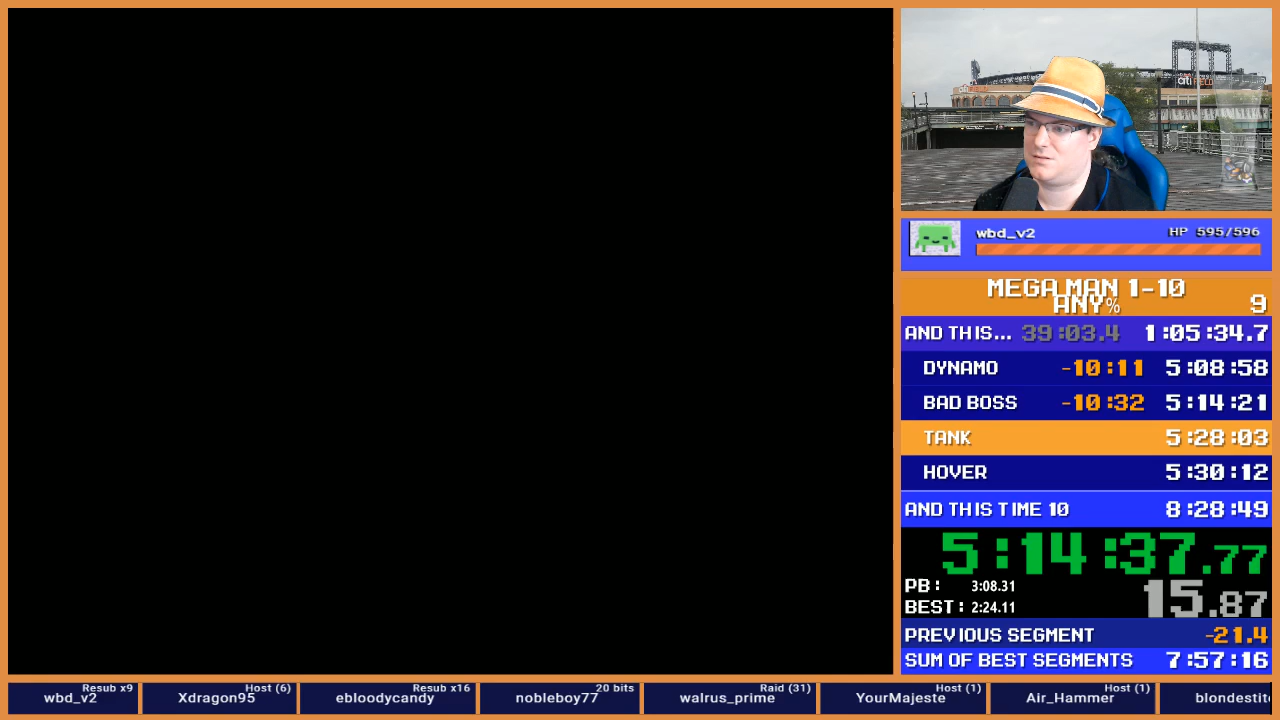 citi FIELD
wbd_v2 HP 595/596
MEGA MAN 1-10
ANY% 9
AND THIS... 39:03.4 1:05:34.7
DYNAMO -10:11 5:08:58
BAD BOSS -10:32 5:14:21
TANK 5:28:03
HOVER 5:30:12
AND THIS TIME 10 8:28:49
5:14:37.77
PB: 3:08.31
15.87
BEST: 2:24.11
PREVIOUS SEGMENT -21.4
SUM OF BEST SEGMENTS 7:57:16
Resub x9
wbd_v2
Host (6)
Xdragon95
Resub x16
ebloodycandy
20 bits
nobleboy77
Raid (31)
walrus_prime
Host (1)
YourMajeste
Host (1)
Air_Hammer
blondestit